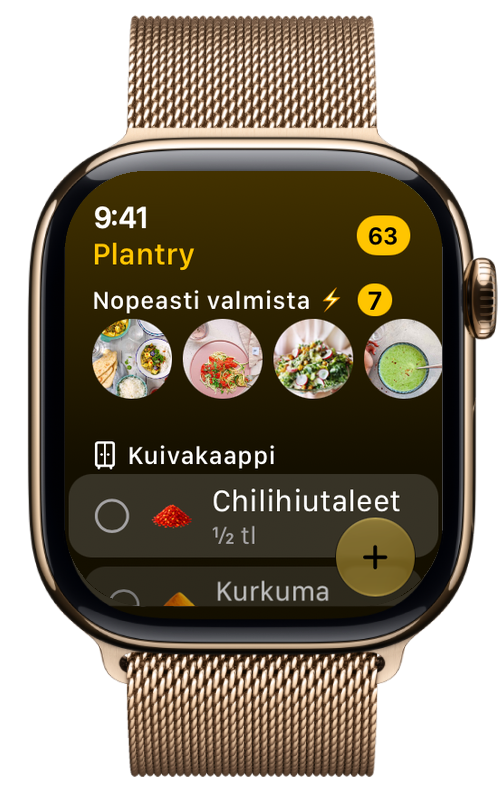 9:41
63
Plantry
Nopeasti valmista ⚡ 7
Kuivakaappi
Chilihiutaleet
½ tl
+
Kurkuma